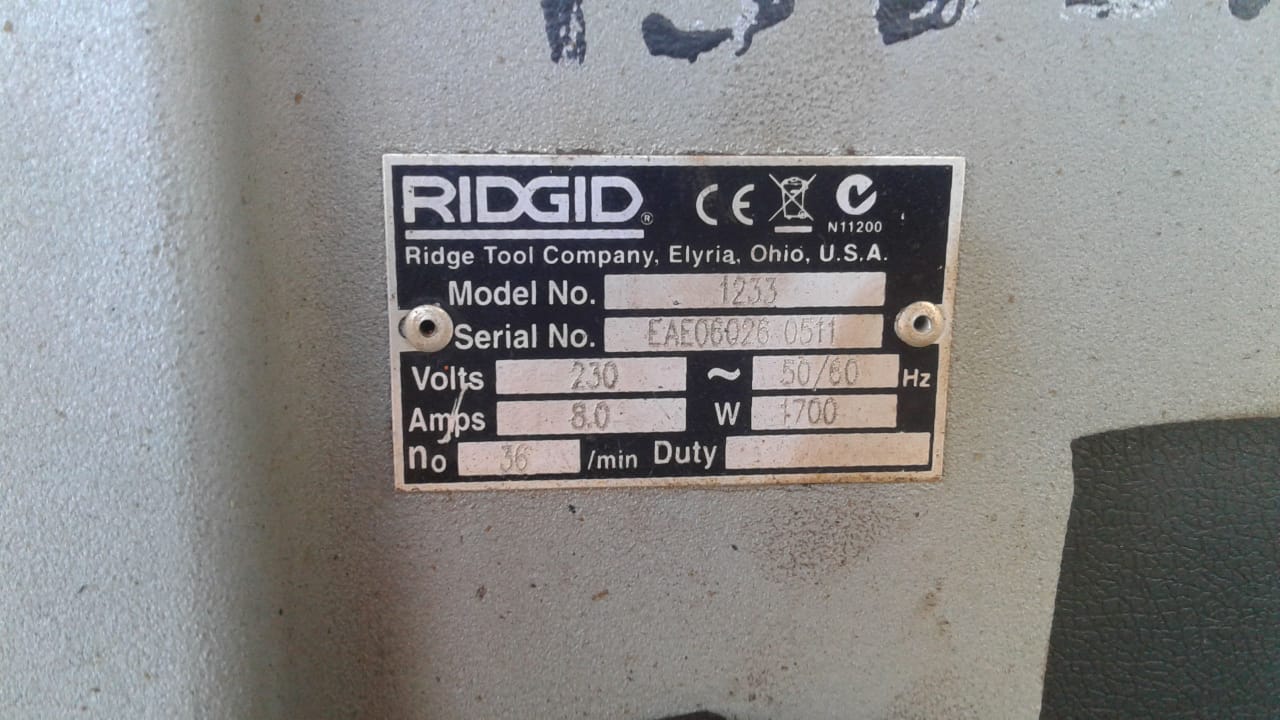 RIDGID®
CE
N11200
Ridge Tool Company, Elyria, Ohio, U.S.A.
Model No. 1233
Serial No. EAE06026 0511
Volts 230 ~ 50/60 Hz
Amps 8.0 W 1700
no 36 /min Duty